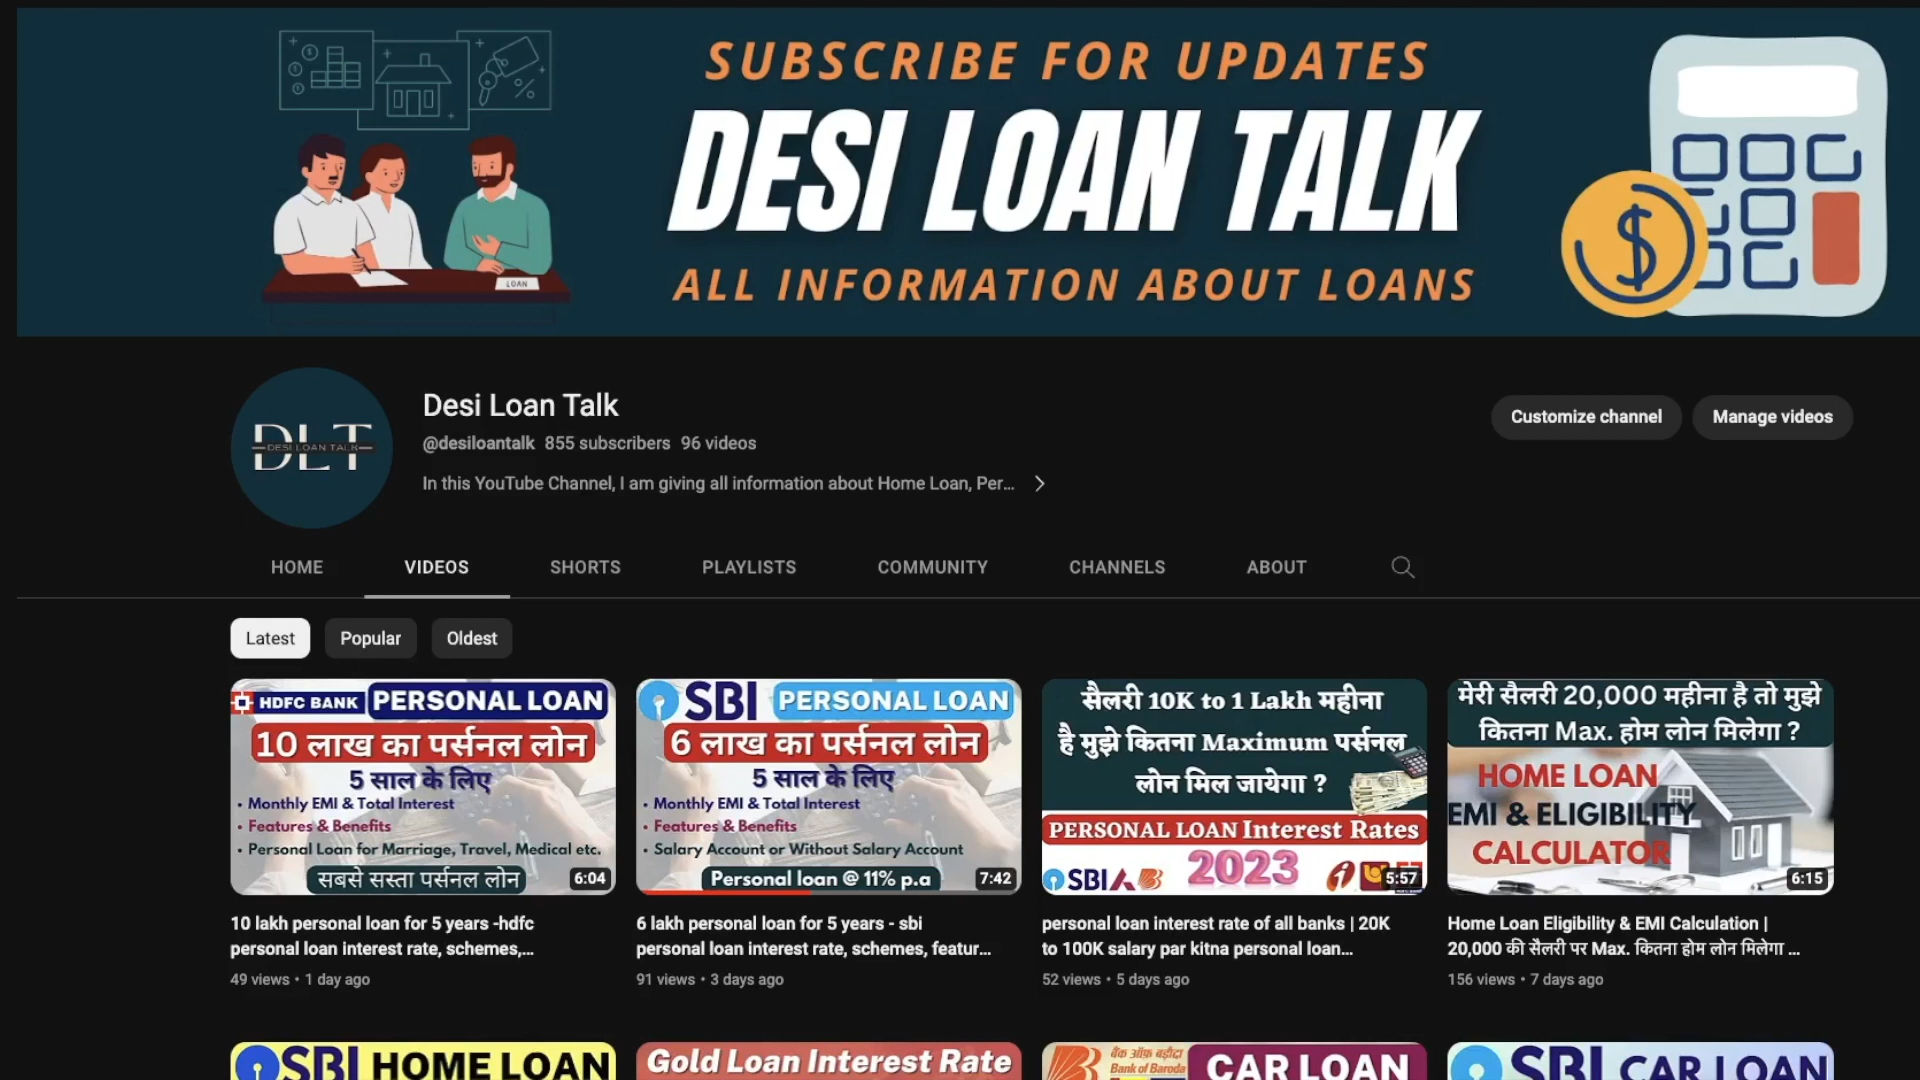 SUBSCRIBE FOR UPDATES
DESI LOAN TALK
ALL INFORMATION ABOUT LOANS
LOAN
DLT
DESI LOAN TALK
Desi Loan Talk
@desiloantalk 855 subscribers 96 videos
In this YouTube Channel, I am giving all information about Home Loan, Per...
Customize channel
Manage videos
HOME VIDEOS SHORTS PLAYLISTS COMMUNITY CHANNELS ABOUT
Latest Popular Oldest
HDFC BANK PERSONAL LOAN
10 लाख का पर्सनल लोन
5 साल के लिए
• Monthly EMI & Total Interest
• Features & Benefits
• Personal Loan for Marriage, Travel, Medical etc.
सबसे सस्ता पर्सनल लोन
6:04
10 lakh personal loan for 5 years -hdfc
personal loan interest rate, schemes,...
49 views • 1 day ago
SBI PERSONAL LOAN
6 लाख का पर्सनल लोन
5 साल के लिए
• Monthly EMI & Total Interest
• Features & Benefits
• Salary Account or Without Salary Account
Personal loan @ 11% p.a
7:42
6 lakh personal loan for 5 years - sbi
personal loan interest rate, schemes, featur...
91 views • 3 days ago
सैलरी 10K to 1 Lakh महीना
है मुझे कितना Maximum पर्सनल
लोन मिल जायेगा ?
PERSONAL LOAN Interest Rates
SBI 2023
5:57
personal loan interest rate of all banks | 20K
to 100K salary par kitna personal loan...
52 views • 5 days ago
मेरी सैलरी 20,000 महीना है तो मुझे
कितना Max. होम लोन मिलेगा ?
HOME LOAN
EMI & ELIGIBILITY
CALCULATOR
6:15
Home Loan Eligibility & EMI Calculation |
20,000 की सैलरी पर Max. कितना होम लोन मिलेगा ...
156 views • 7 days ago
SBI HOME LOAN
Gold Loan Interest Rate
बैंक ऑफ़ बड़ौदा
Bank of Baroda
CAR LOAN
SBI CAR LOAN